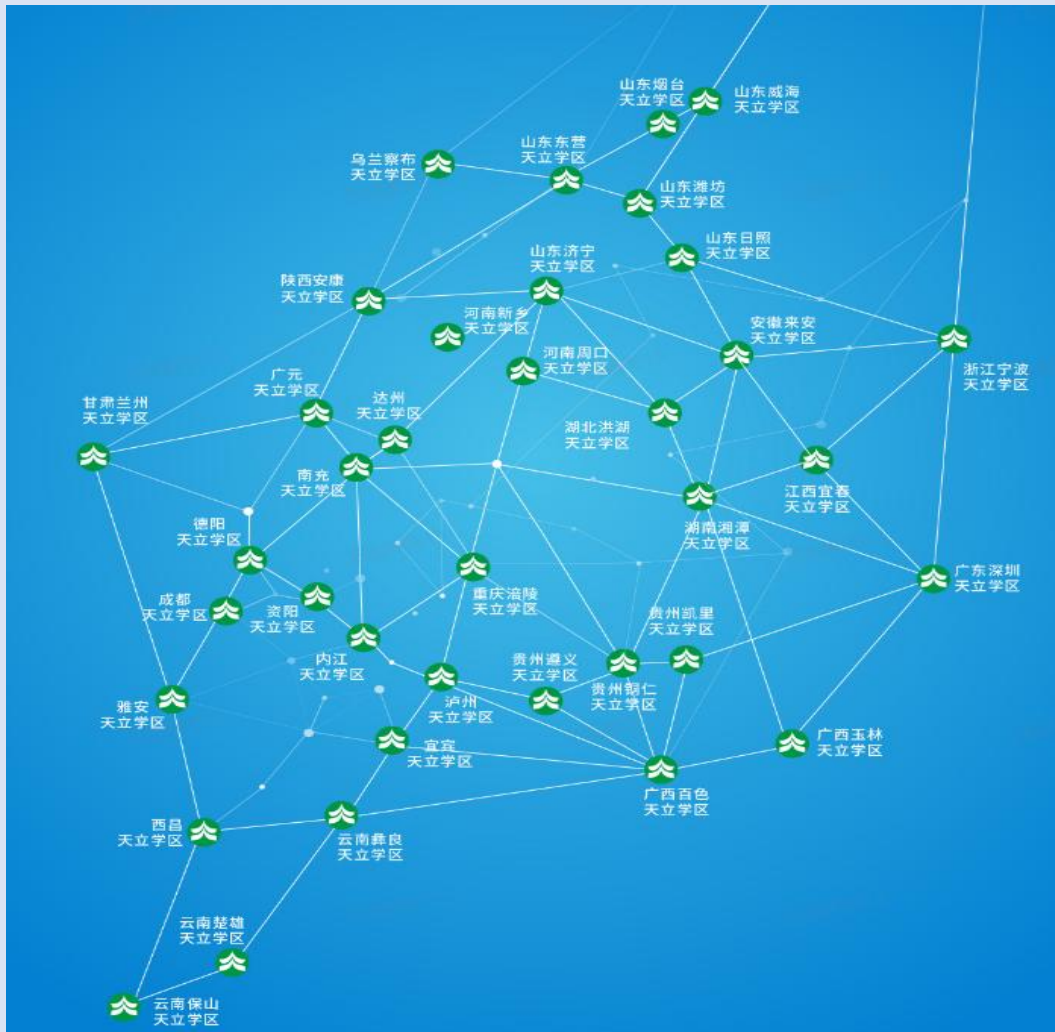 山东烟台
天立学区
山东威海
天立学区
山东东营
天立学区
乌兰察布
天立学区
山东潍坊
天立学区
山东日照
天立学区
山东济宁
天立学区
陕西安康
天立学区
河南新乡
天立学区
安徽来安
天立学区
河南周口
天立学区
浙江宁波
天立学区
广元
天立学区
达州
天立学区
甘肃兰州
天立学区
湖北洪湖
天立学区
南充
天立学区
江西宜春
天立学区
湖南湘潭
天立学区
德阳
天立学区
广东深圳
天立学区
成都
天立学区
资阳
天立学区
重庆涪陵
天立学区
贵州凯里
天立学区
内江
天立学区
贵州遵义
天立学区
贵州铜仁
天立学区
雅安
天立学区
泸州
天立学区
宜宾
天立学区
广西玉林
天立学区
广西百色
天立学区
西昌
天立学区
云南彝良
天立学区
云南楚雄
天立学区
云南保山
天立学区